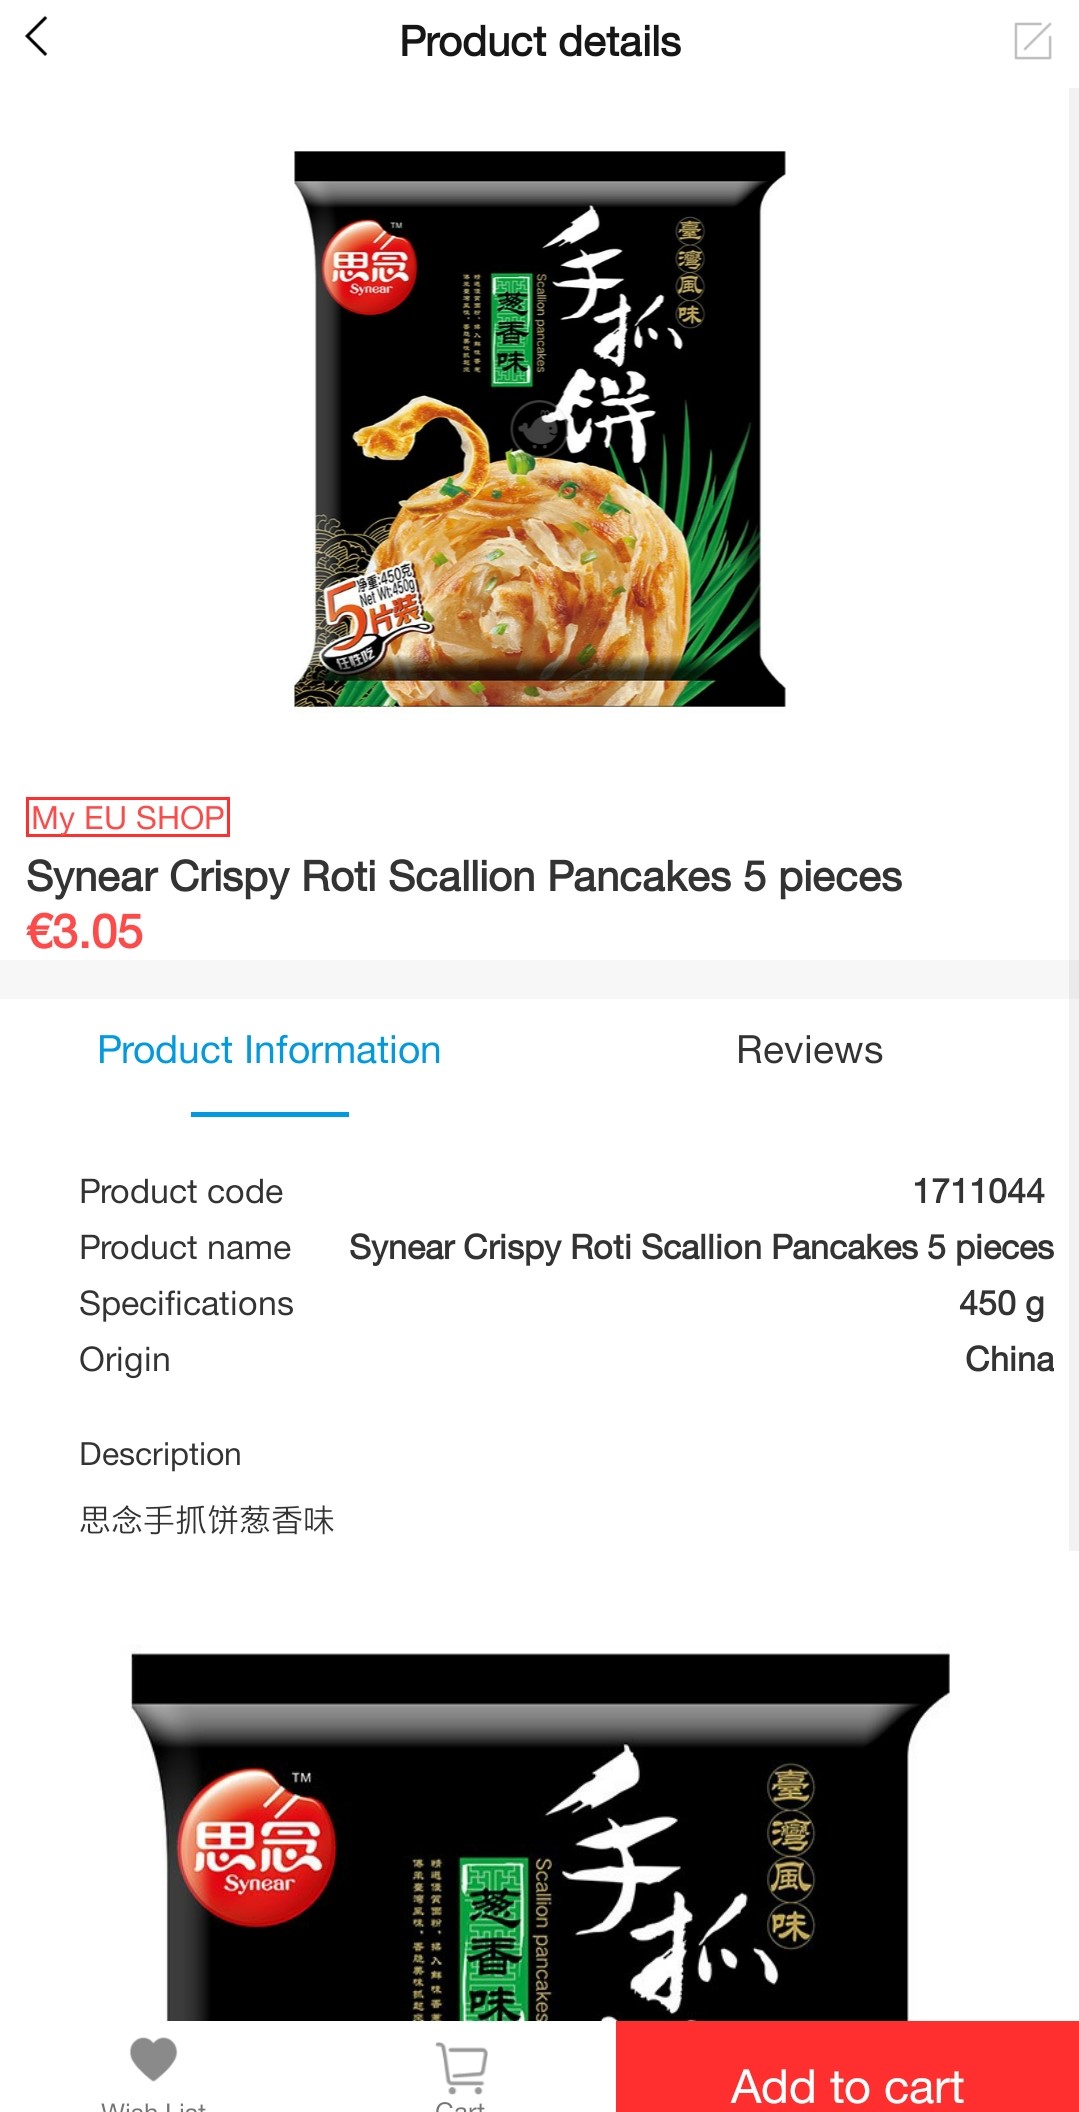 Product details
思念
Synear
TM
手抓饼
臺灣風味
葱香味
Scallion pancakes
净重:450克
Net Wt:450g
5片装
任性吃
My EU SHOP
Synear Crispy Roti Scallion Pancakes 5 pieces
€3.05
Product Information
Reviews
Product code 1711044
Product name Synear Crispy Roti Scallion Pancakes 5 pieces
Specifications 450 g
Origin China
Description
思念手抓饼葱香味
TM
思念
Synear
手抓
臺灣風味
葱香味
Scallion pancakes
Wish List
Cart
Add to cart